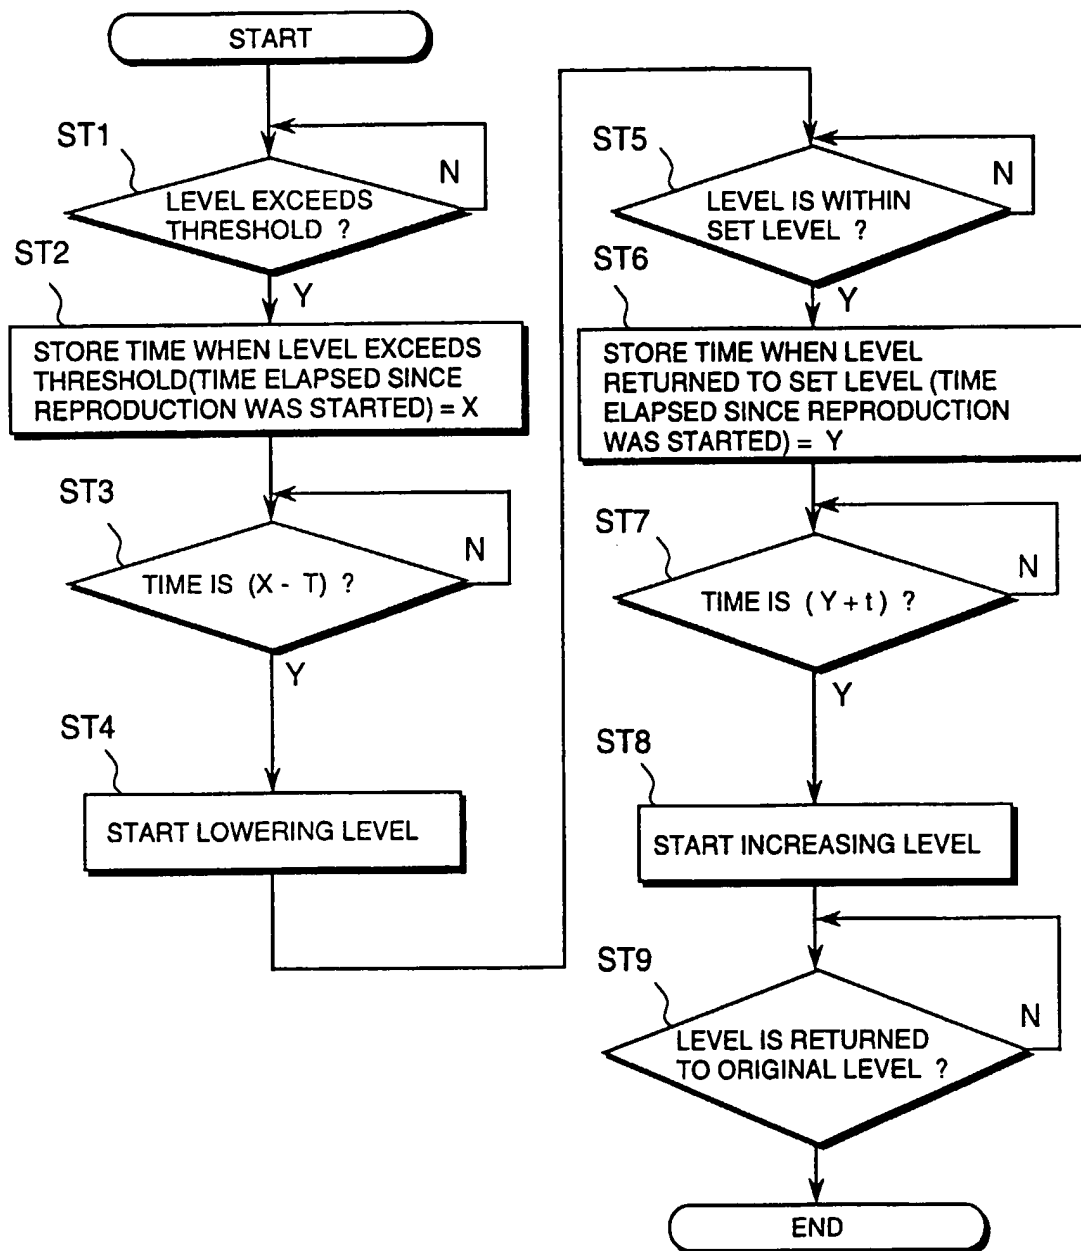 START
ST1
LEVEL EXCEEDS
THRESHOLD ?
N
Y
ST2
STORE TIME WHEN LEVEL EXCEEDS
THRESHOLD(TIME ELAPSED SINCE
REPRODUCTION WAS STARTED) = X
ST3
TIME IS (X - T) ?
N
Y
ST4
START LOWERING LEVEL
ST5
LEVEL IS WITHIN
SET LEVEL ?
N
Y
ST6
STORE TIME WHEN LEVEL
RETURNED TO SET LEVEL (TIME
ELAPSED SINCE REPRODUCTION
WAS STARTED) = Y
ST7
TIME IS ( Y + t ) ?
N
Y
ST8
START INCREASING LEVEL
ST9
LEVEL IS RETURNED
TO ORIGINAL LEVEL ?
N
END